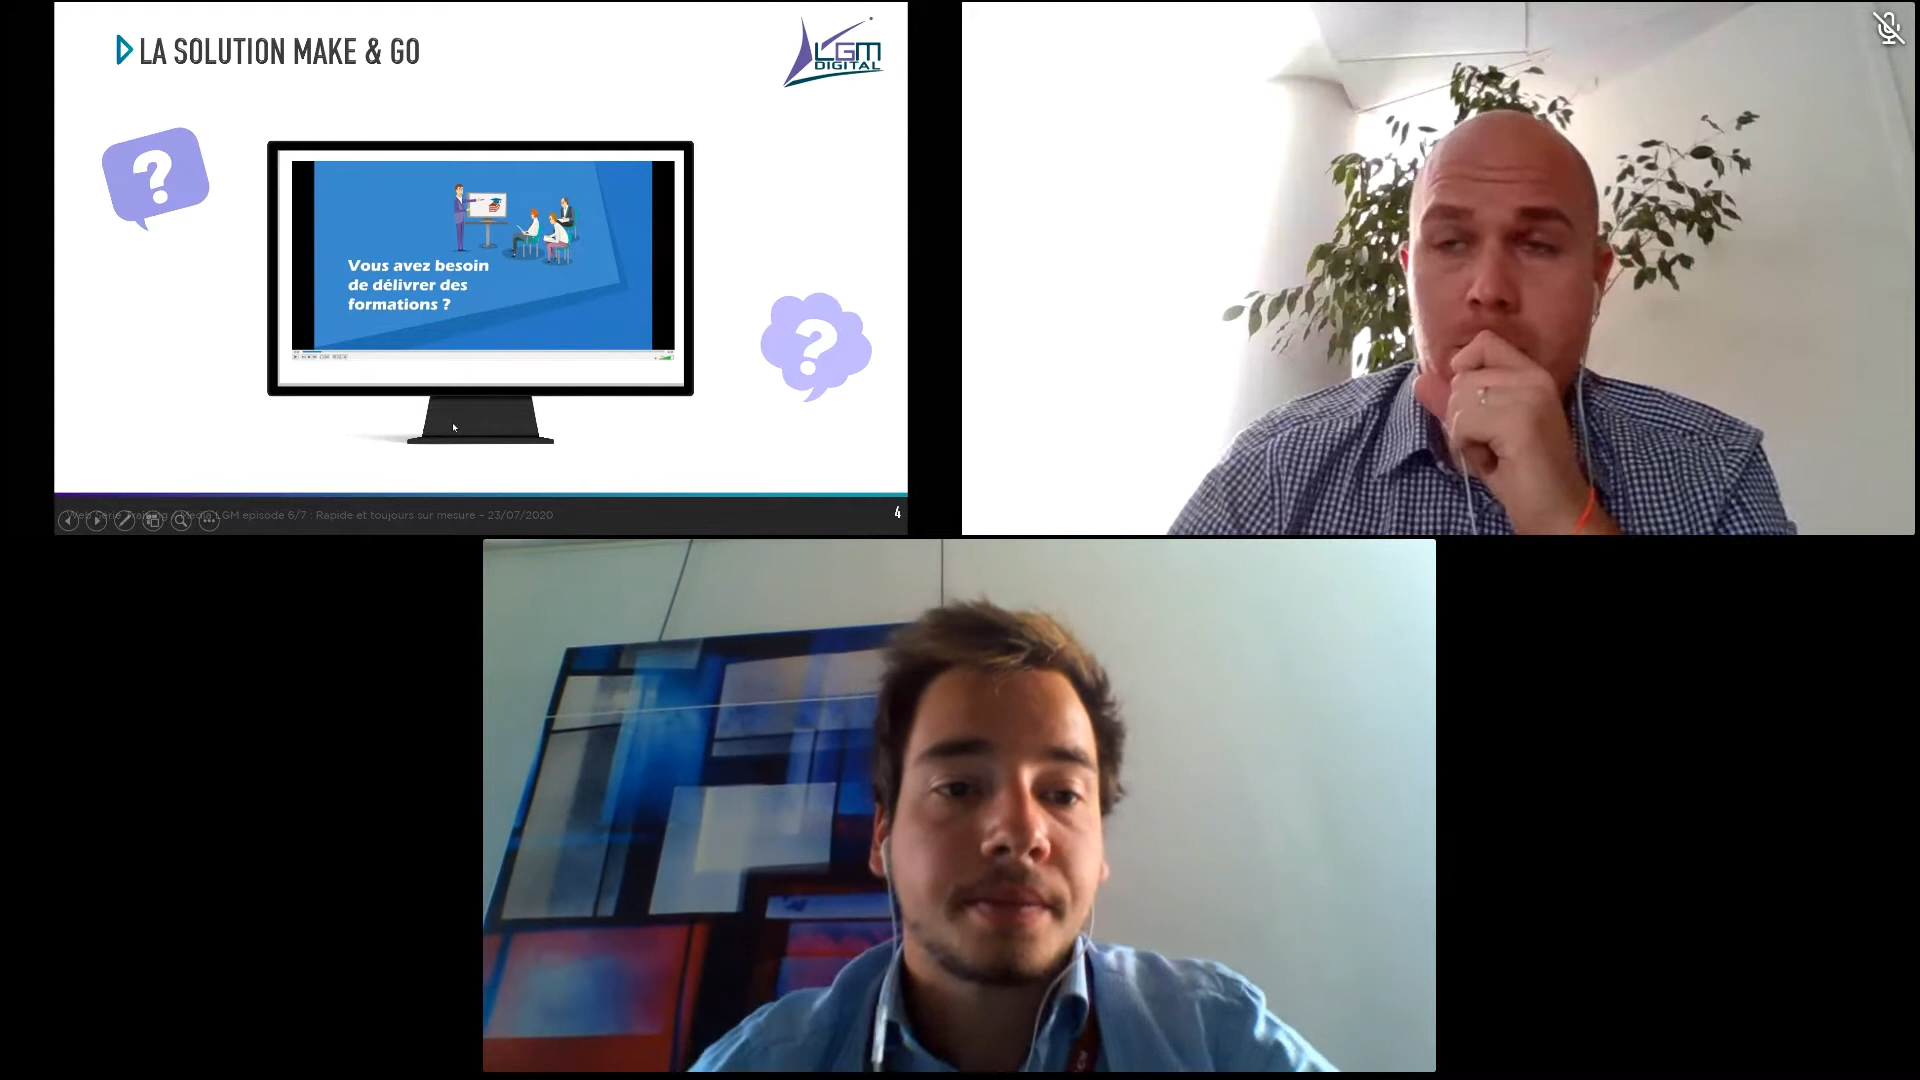 LA SOLUTION MAKE & GO
LGM
DIGITAL
?
Vous avez besoin
de délivrer des
formations ?
?
LGM episode 6/7 : Rapide et toujours sur mesure – 23/07/2020
4